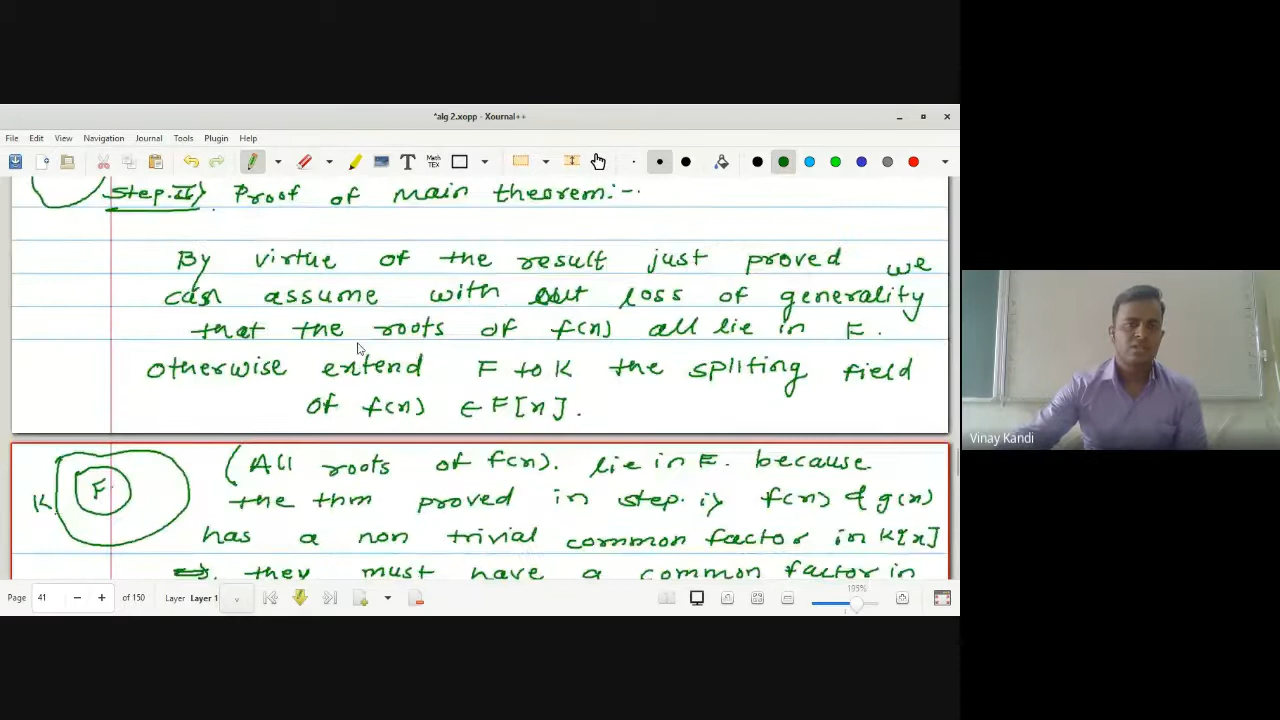 *alg 2.xopp - Xournal++
File Edit View Navigation Journal Tools Plugin Help
Step.II) Proof of main theorem:-
By virtue of the result just proved we
can assume with out loss of generality
that the roots of f(x) all lie in F.
otherwise extend F to K the spliting field
of f(x) ∈ F[x].
K F
(All roots of f(x). lie in F. because
the thm proved in step. i) f(x) & g(x)
has a non trivial common factor in K[x]
⇔. they must have a common factor in
Page 41 of 150 Layer Layer 1 195%
Vinay Kandi